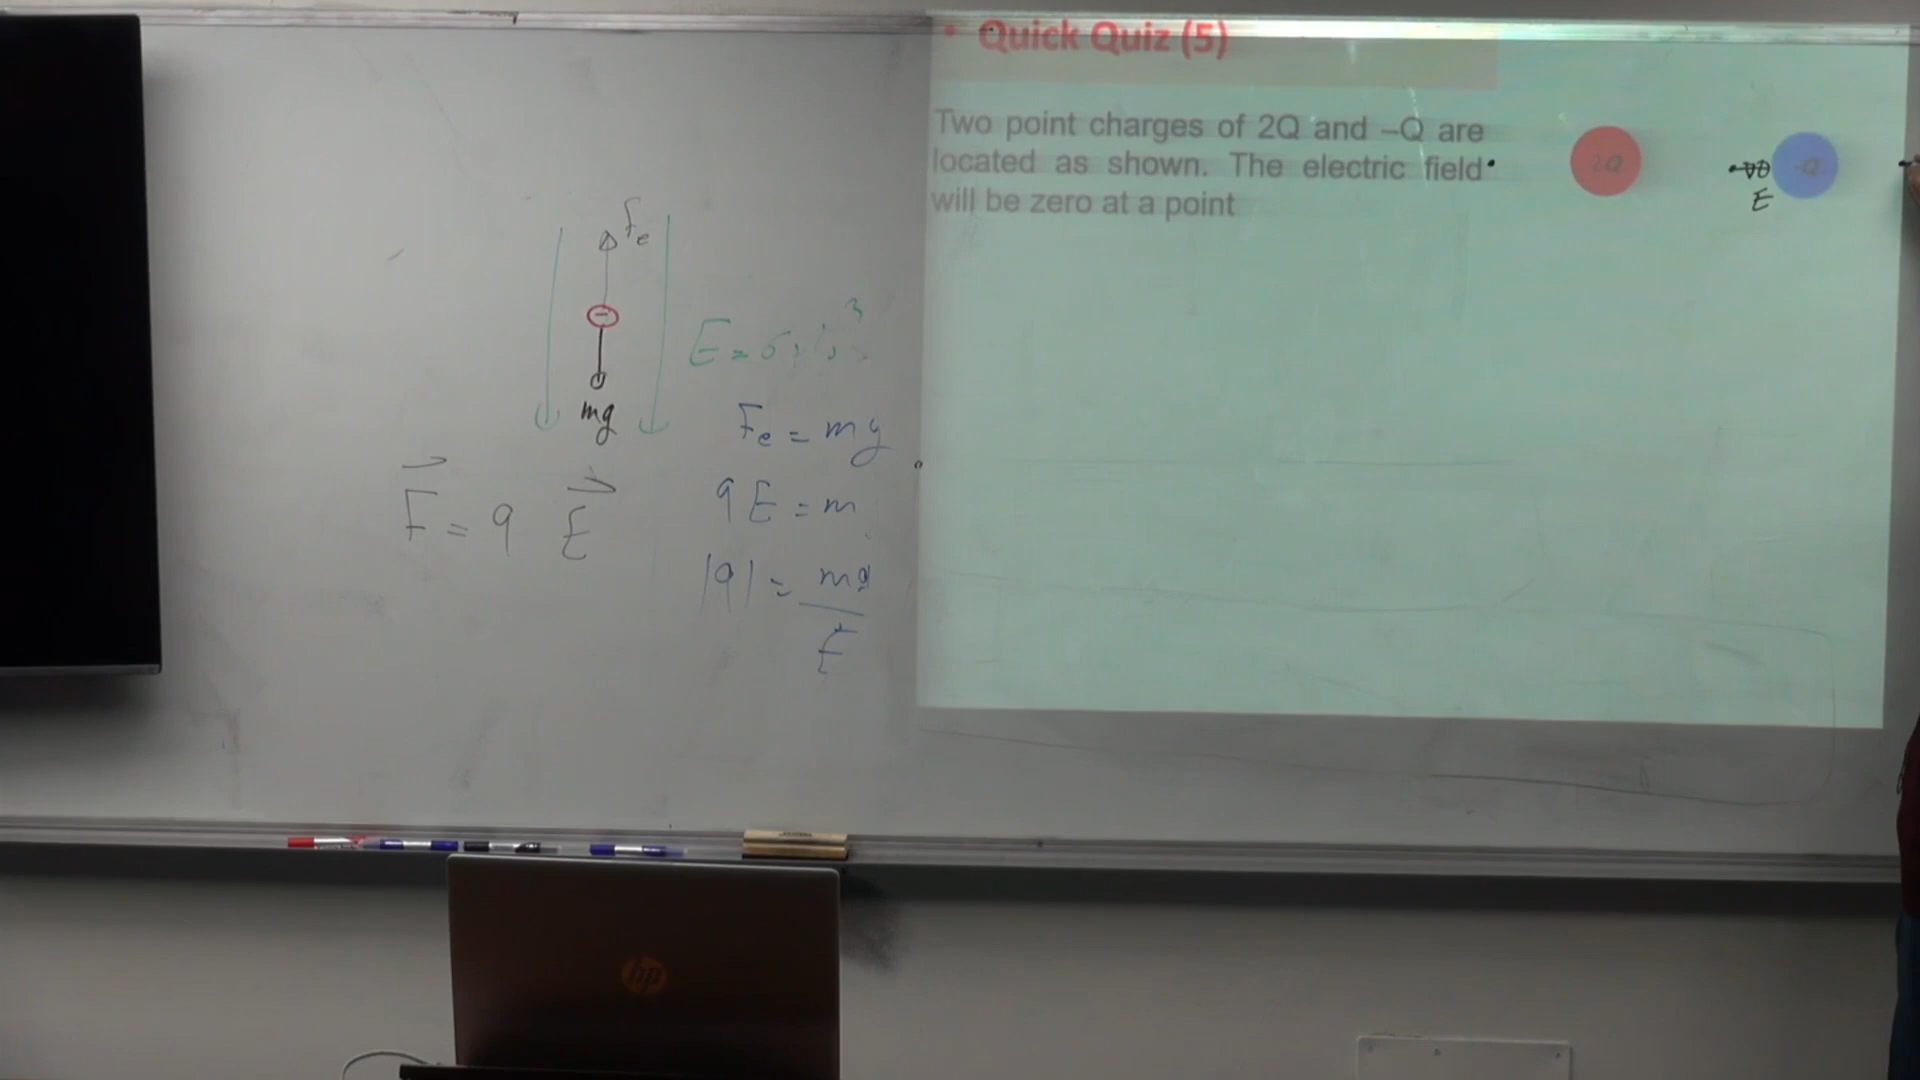 • Quick Quiz (5)
Two point charges of 2Q and –Q are
located as shown. The electric field
will be zero at a point
2Q
-Q
E
Fe
mg
Fe = mg
qE = m
|q| = mg
E
F = q E
hp